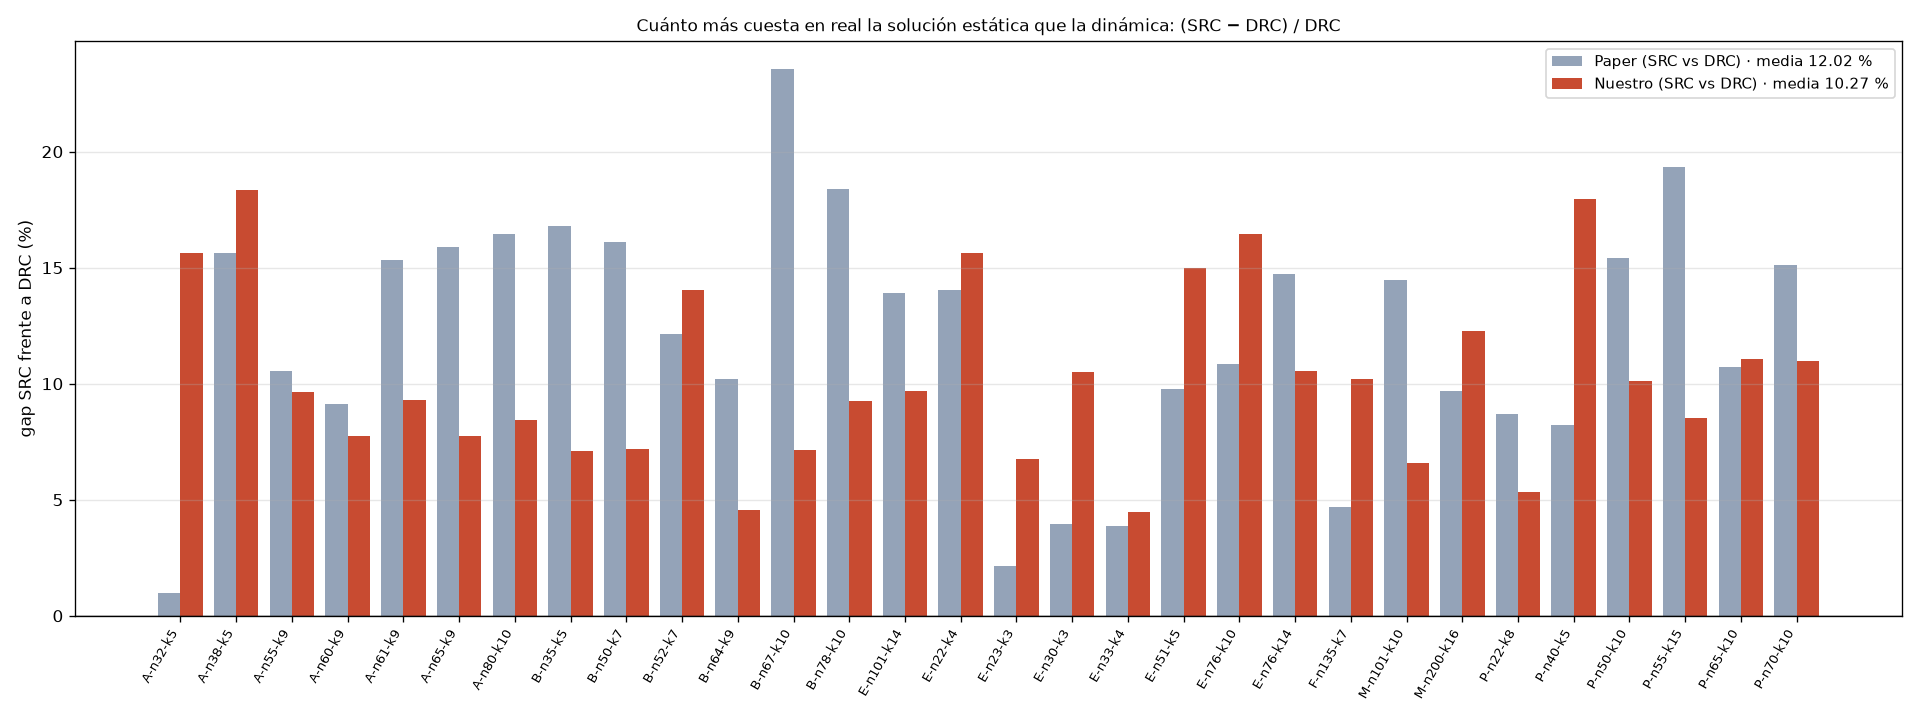 Cuánto más cuesta en real la solución estática que la dinámica: (SRC − DRC) / DRC
Paper (SRC vs DRC) · media 12.02 %
Nuestro (SRC vs DRC) · media 10.27 %
gap SRC frente a DRC (%)
20
15
10
5
0
A-n32-k5
A-n38-k5
A-n55-k9
A-n60-k9
A-n61-k9
A-n65-k9
A-n80-k10
B-n35-k5
B-n50-k7
B-n52-k7
B-n64-k9
B-n67-k10
B-n78-k10
E-n101-k14
E-n22-k4
E-n23-k3
E-n30-k3
E-n33-k4
E-n51-k5
E-n76-k10
E-n76-k14
F-n135-k7
M-n101-k10
M-n200-k16
P-n22-k8
P-n40-k5
P-n50-k10
P-n55-k15
P-n65-k10
P-n70-k10